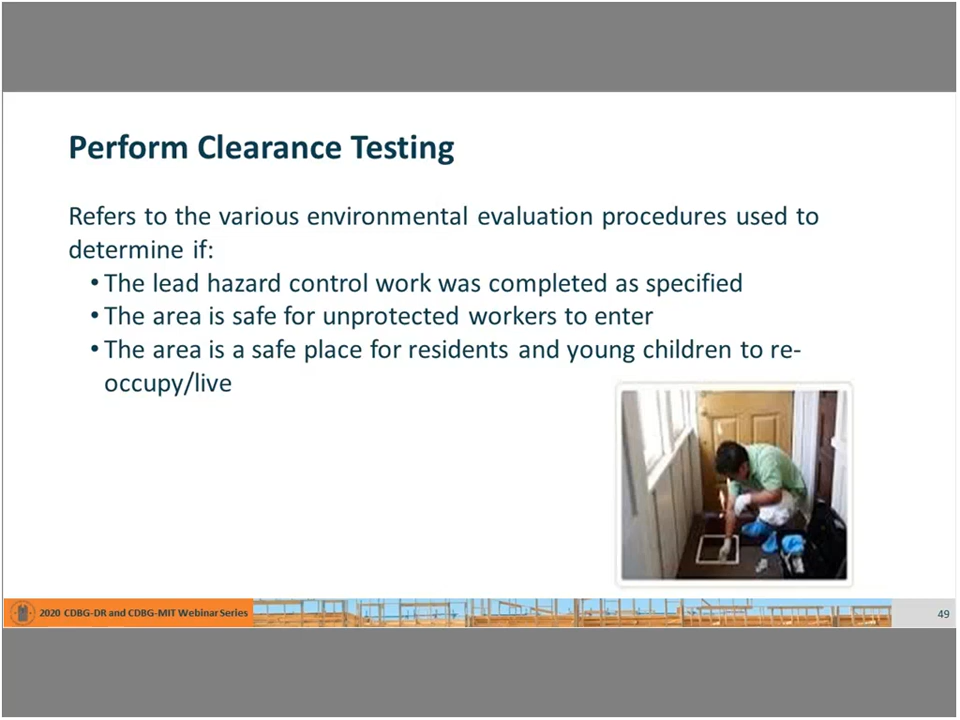 Perform Clearance Testing
Refers to the various environmental evaluation procedures used to
determine if:
• The lead hazard control work was completed as specified
• The area is safe for unprotected workers to enter
• The area is a safe place for residents and young children to re-
occupy/live
2020 CDBG-DR and CDBG-MIT Webinar Series
49